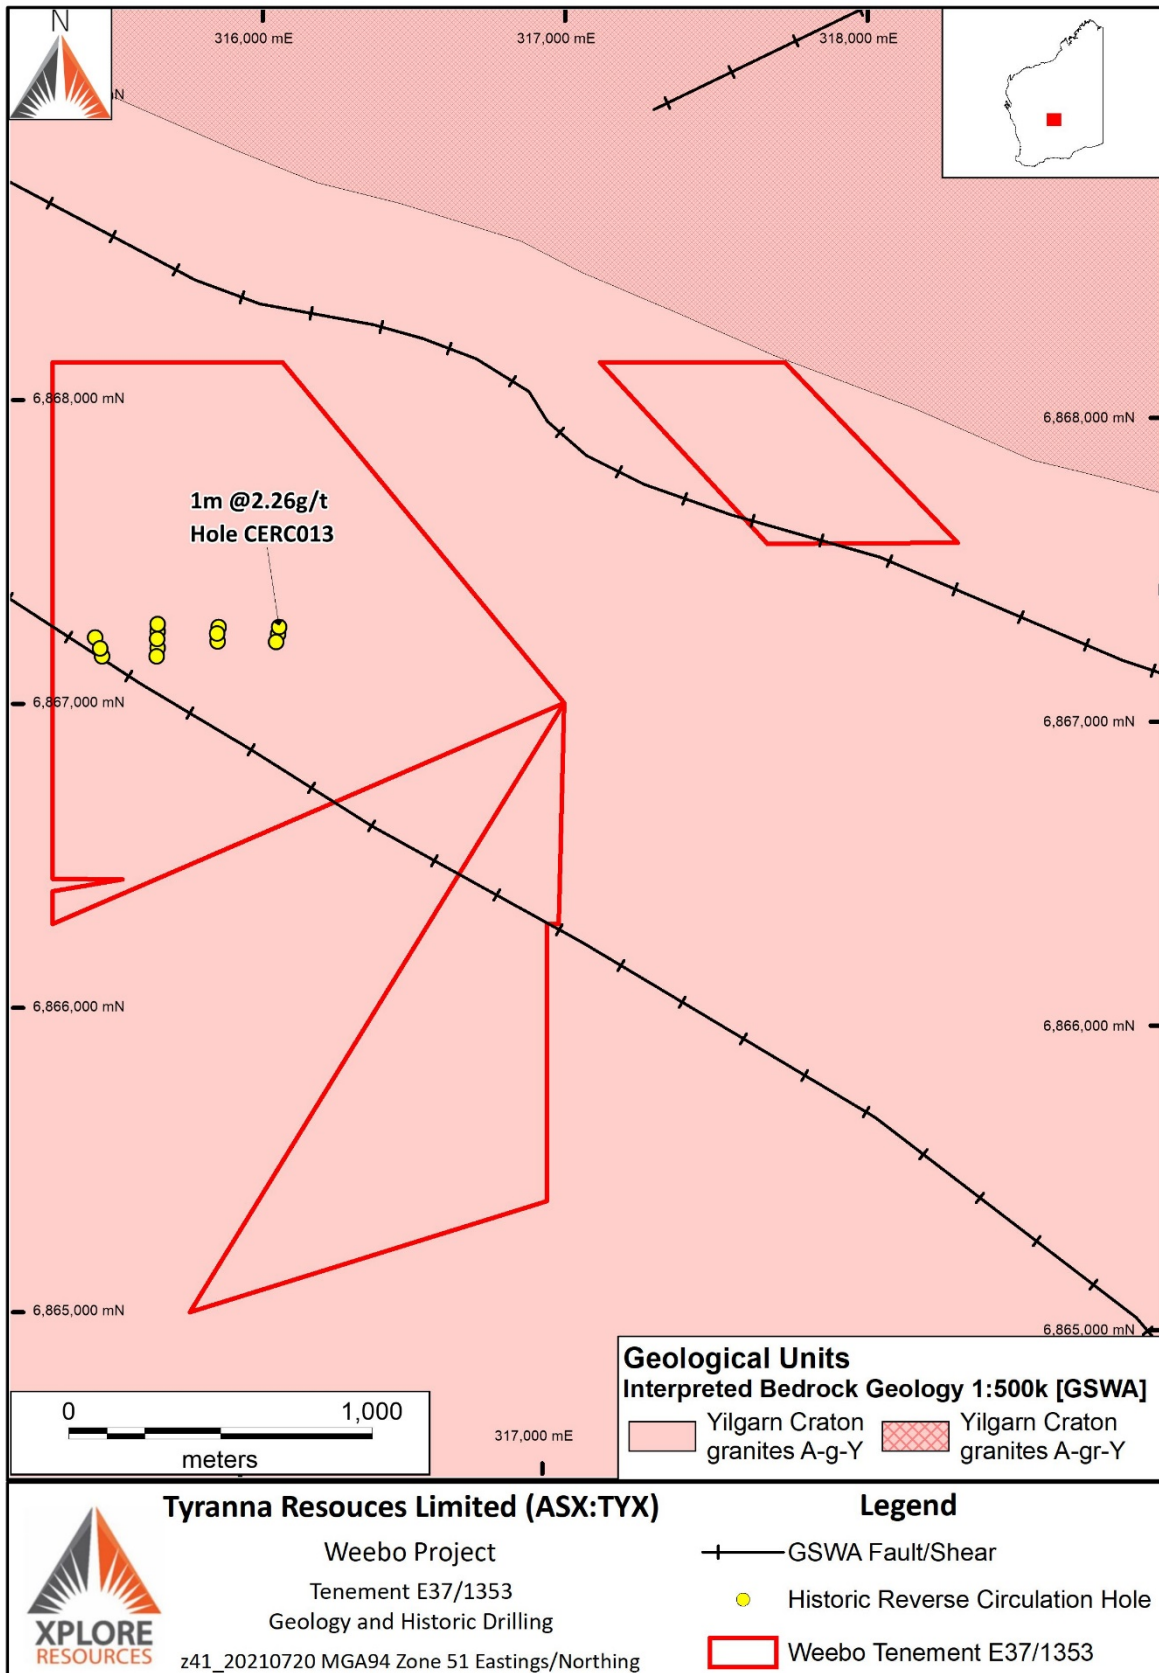 N
316,000 mE
317,000 mE
318,000 mE
N
6,868,000 mN
6,868,000 mN
1m @2.26g/t
Hole CERC013
6,867,000 mN
6,867,000 mN
6,866,000 mN
6,866,000 mN
6,865,000 mN
6,865,000 mN
317,000 mE
0 1,000
meters
Geological Units
Interpreted Bedrock Geology 1:500k [GSWA]
Yilgarn Craton
granites A-g-Y
Yilgarn Craton
granites A-gr-Y
XPLORE
RESOURCES
Tyranna Resouces Limited (ASX:TYX)
Weebo Project
Tenement E37/1353
Geology and Historic Drilling
z41_20210720 MGA94 Zone 51 Eastings/Northing
Legend
GSWA Fault/Shear
Historic Reverse Circulation Hole
Weebo Tenement E37/1353